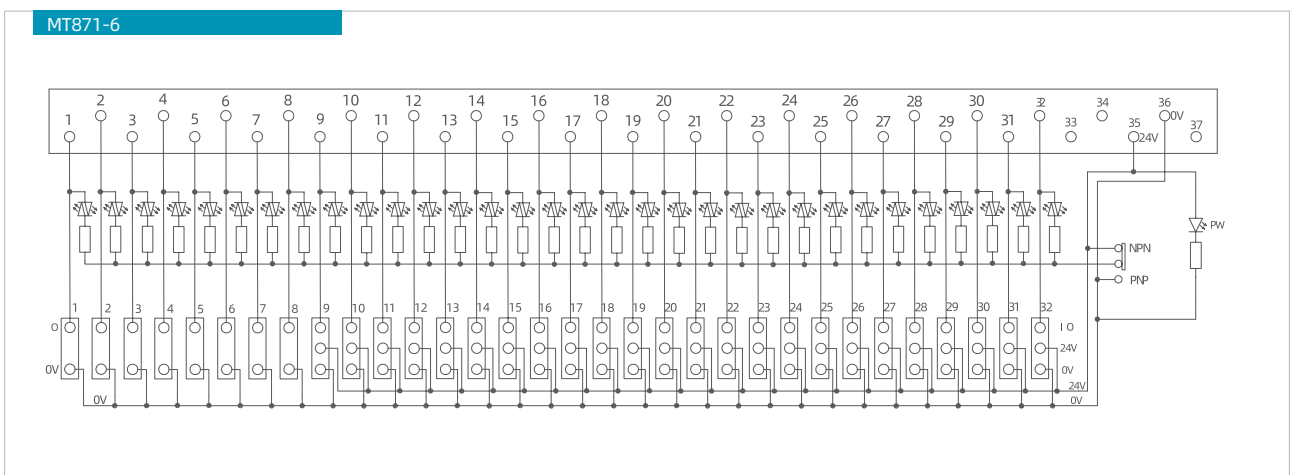 MT871-6
2 4 6 8 10 12 14 16 18 20 22 24 26 28 30 32 34 36
0V
1 3 5 7 9 11 13 15 17 19 21 23 25 27 29 31 33 35 37
24V
PW
NPN
PNP
1 2 3 4 5 6 7 8 9 10 11 12 13 14 15 16 17 18 19 20 21 22 23 24 25 26 27 28 29 30 31 32
O I O
24V
0V 0V
24V
0V 0V